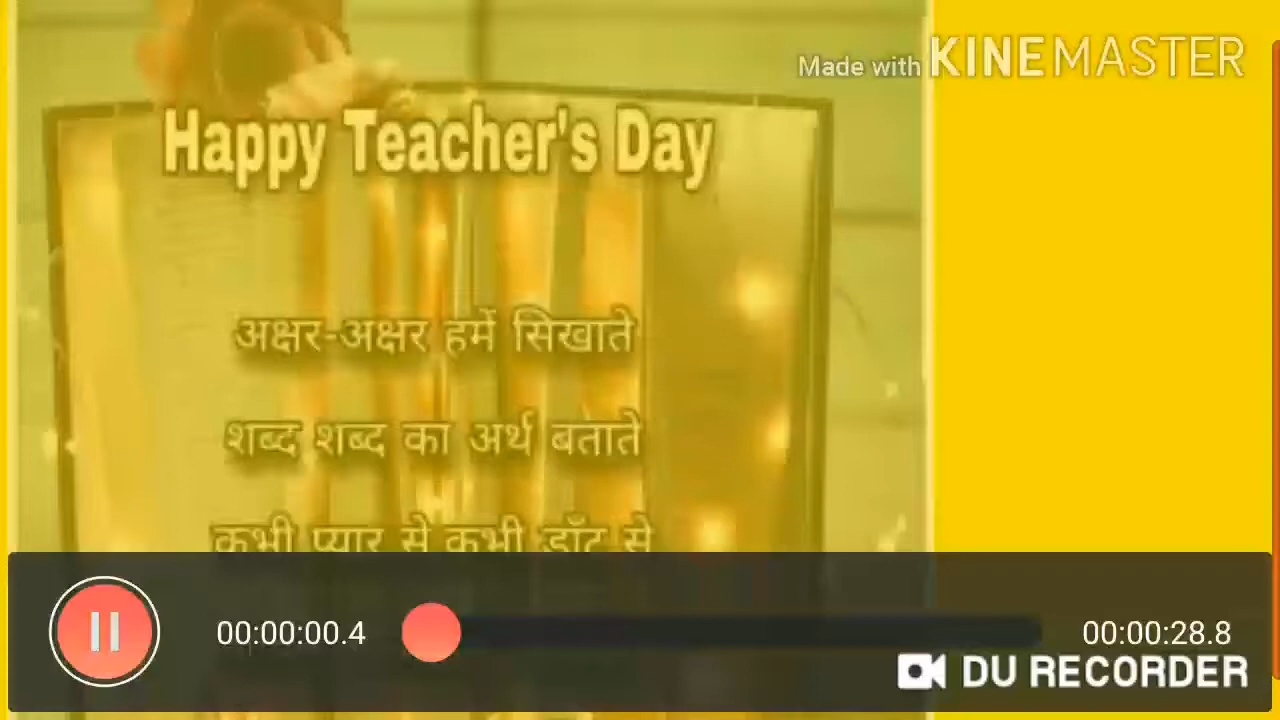 Made with KINEMASTER
Happy Teacher's Day
अक्षर-अक्षर हमें सिखाते
शब्द शब्द का अर्थ बताते
कभी प्यार से कभी डाँट से
00:00:00.4
00:00:28.8
DU RECORDER